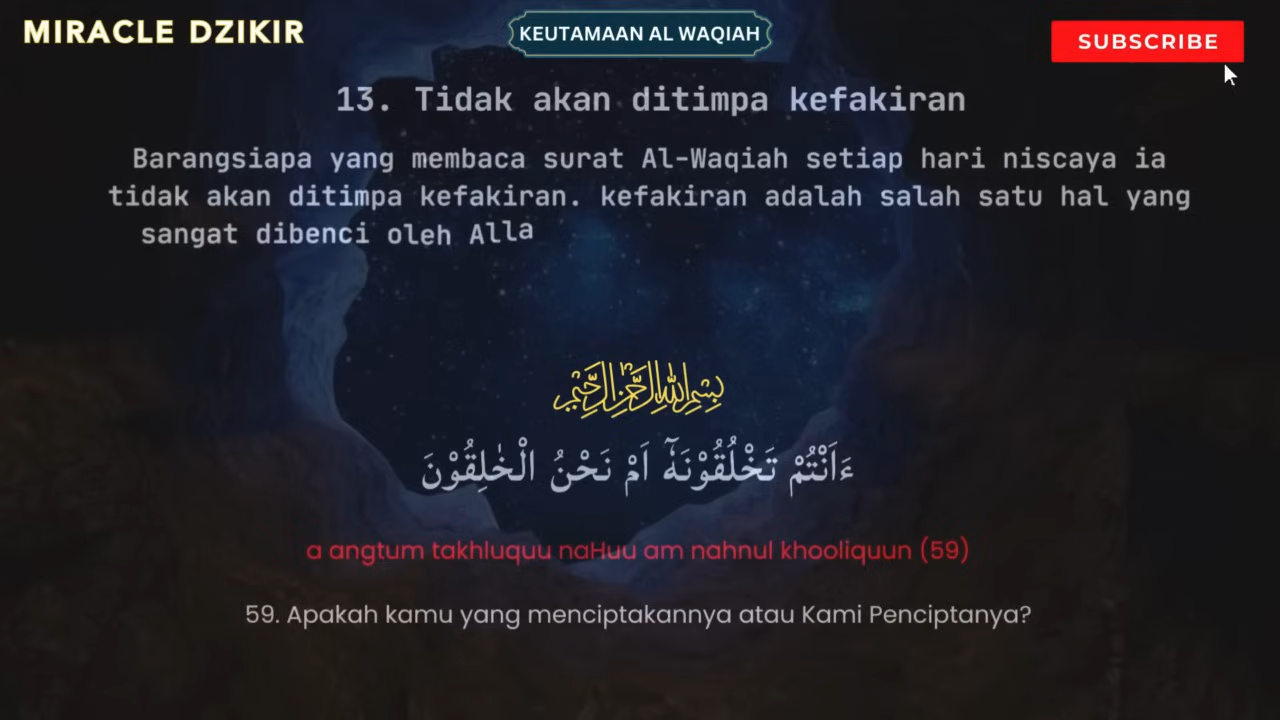 MIRACLE DZIKIR
KEUTAMAAN AL WAQIAH
SUBSCRIBE
13. Tidak akan ditimpa kefakiran
Barangsiapa yang membaca surat Al-Waqiah setiap hari niscaya ia
tidak akan ditimpa kefakiran. kefakiran adalah salah satu hal yang
sangat dibenci oleh Alla
بِسْمِ اللّٰهِ الرَّحْمٰنِ الرَّحِيْمِ
ءَاَنْتُمْ تَخْلُقُوْنَهٗٓ اَمْ نَحْنُ الْخٰلِقُوْنَ
a angtum takhluquu naHuu am nahnul khooliquun (59)
59. Apakah kamu yang menciptakannya atau Kami Penciptanya?